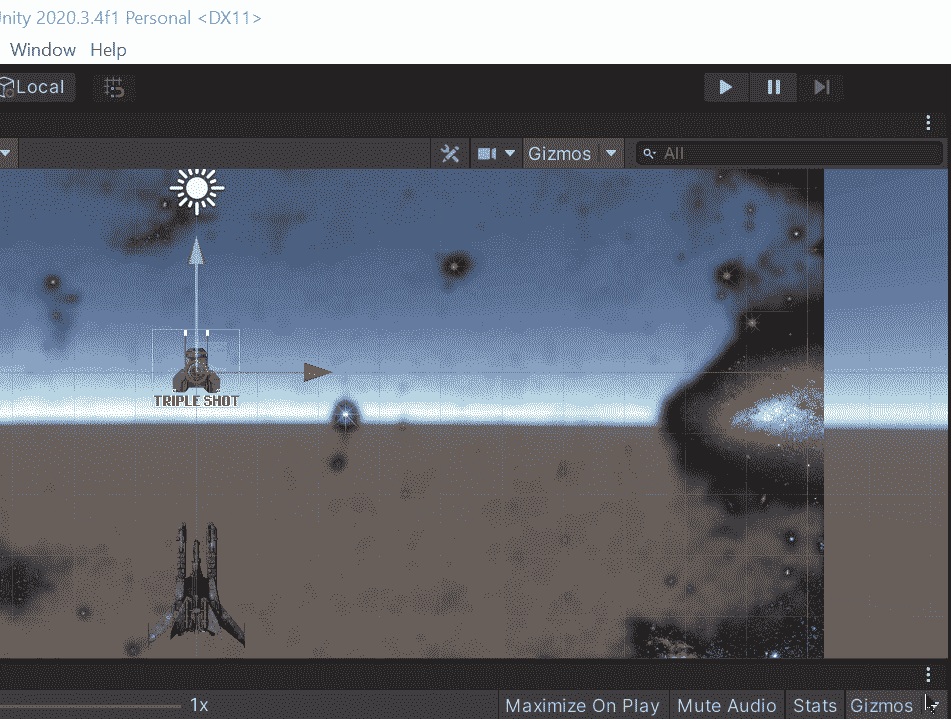 Unity 2020.3.4f1 Personal <DX11>
Window Help
Local
Gizmos All
TRIPLE SHOT
1x Maximize On Play Mute Audio Stats Gizmos